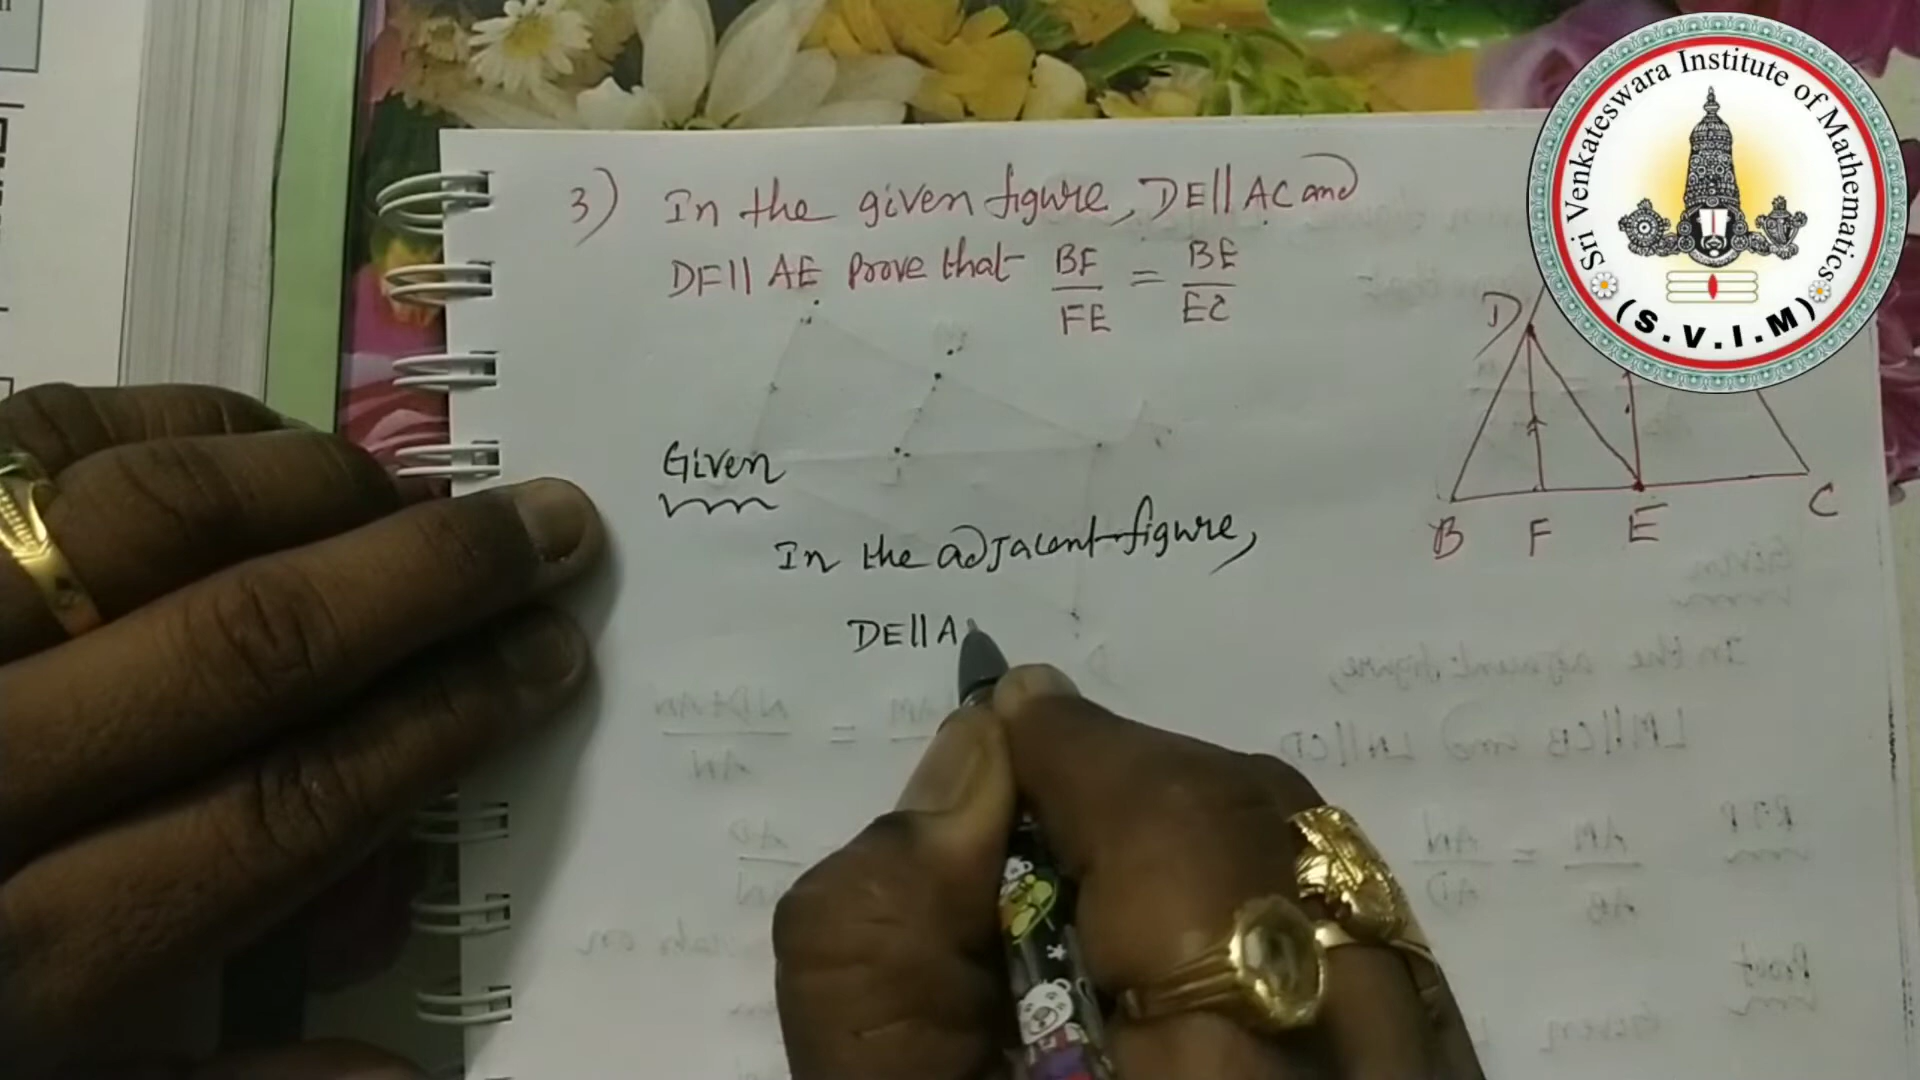 3) In the given figure, DE || AC and
DF || AE prove that BF/FE = BE/EC
D
B F E C
Given
In the adjacent figure,
DE || A
Sri Venkateswara Institute of Mathematics
(S.V.I.M)